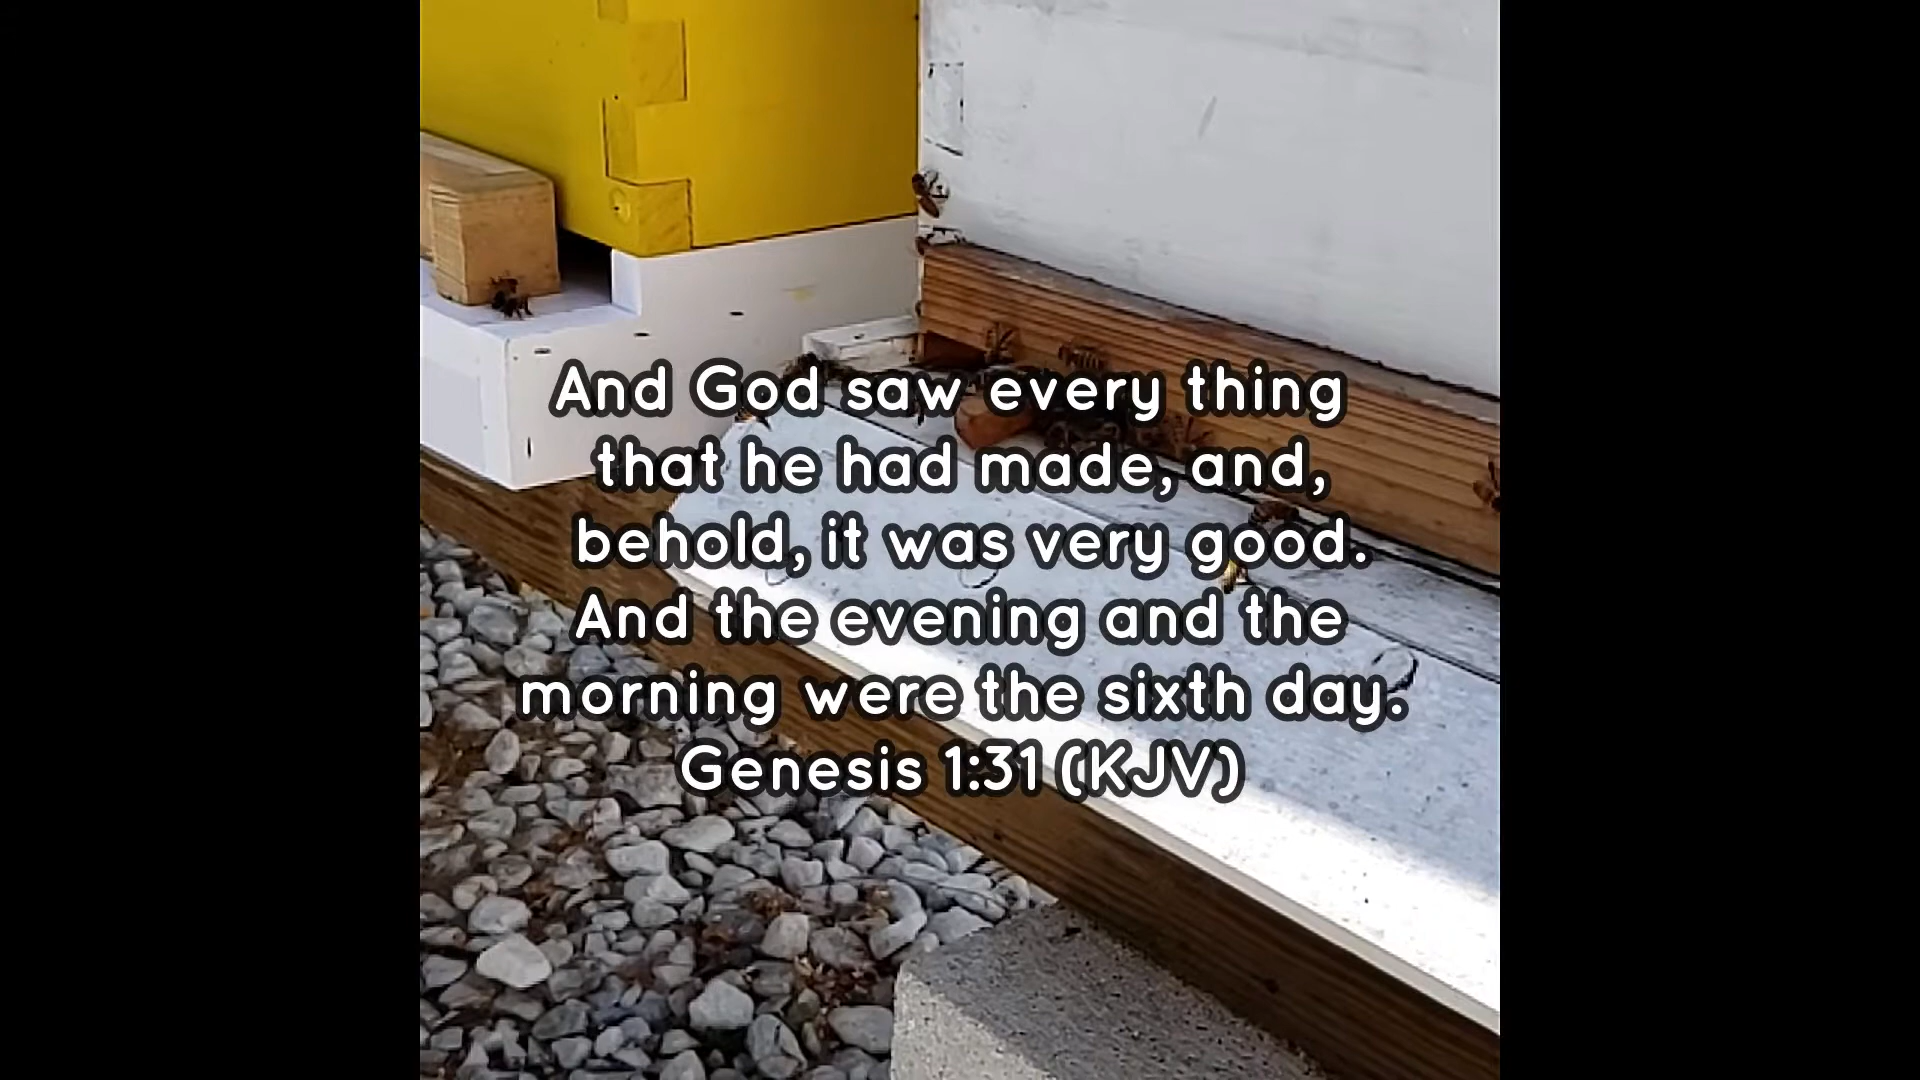 And God saw every thing
that he had made, and,
behold, it was very good.
And the evening and the
morning were the sixth day.
Genesis 1:31 (KJV)